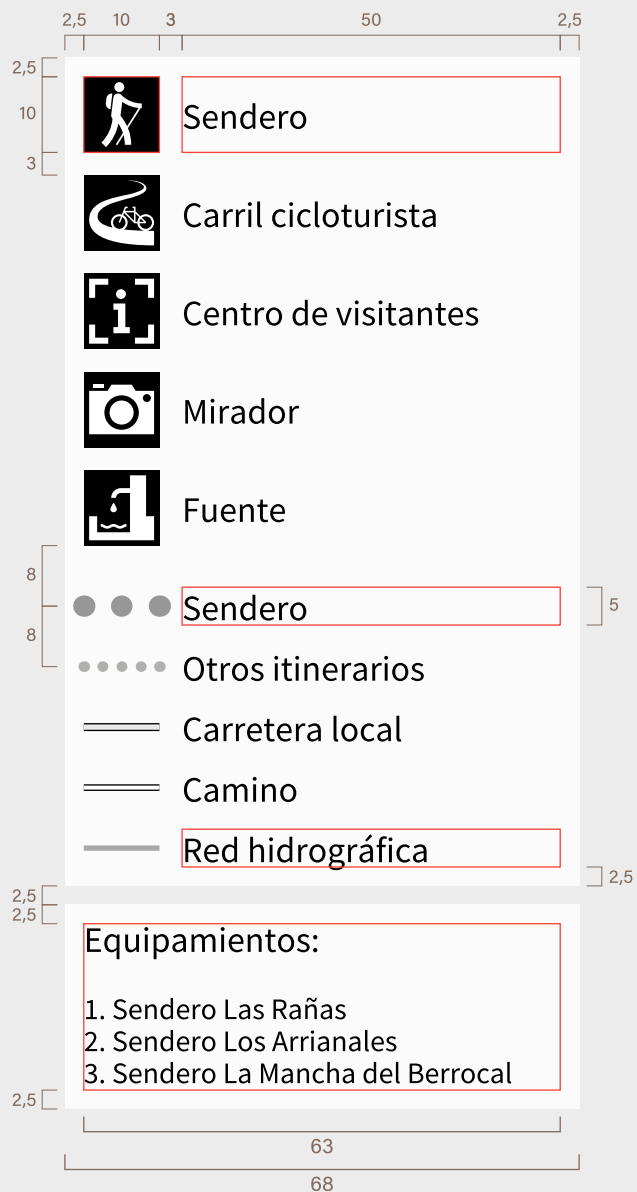 2,5 10 3 50 2,5
2,5
10
3
Sendero
Carril cicloturista
Centro de visitantes
Mirador
Fuente
8
8
Sendero
5
Otros itinerarios
Carretera local
Camino
Red hidrográfica
2,5
2,5
2,5
Equipamientos:
1. Sendero Las Rañas
2. Sendero Los Arrianales
3. Sendero La Mancha del Berrocal
2,5
63
68